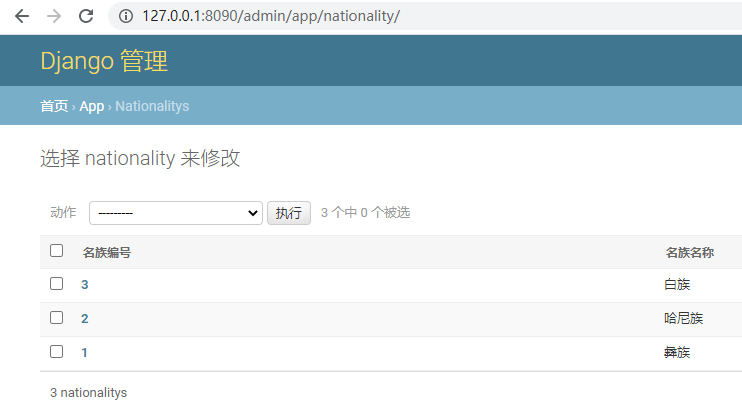 127.0.0.1:8090/admin/app/nationality/
Django 管理
首页 › App › Nationalitys
选择 nationality 来修改
动作 --------- 执行 3 个中 0 个被选
名族编号 名族名称
3 白族
2 哈尼族
1 彝族
3 nationalitys